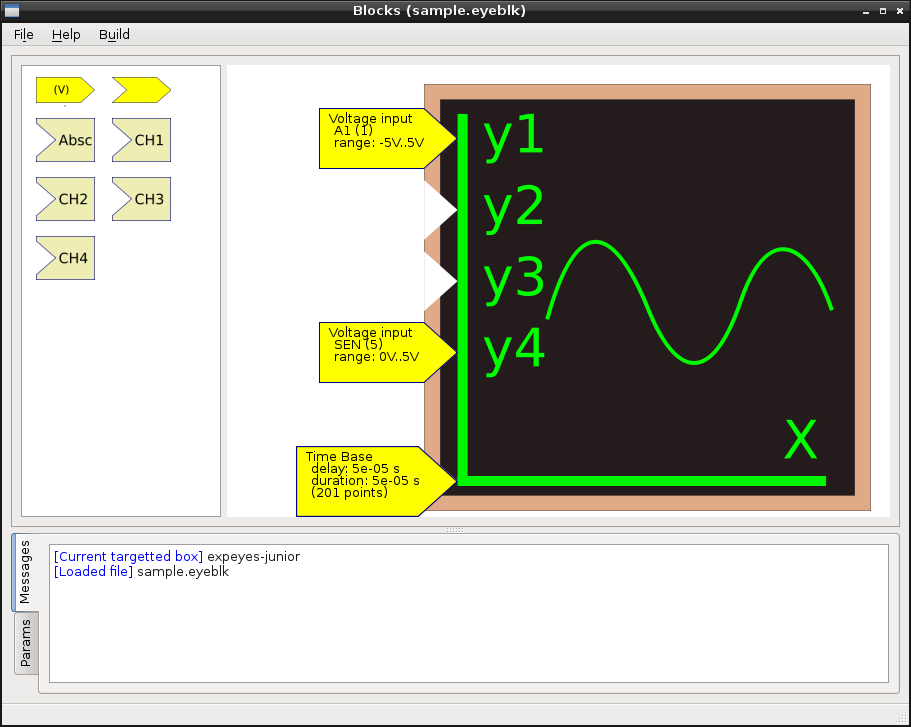 Blocks (sample.eyeblk)
File Help Build
(V)
Absc CH1
CH2 CH3
CH4
Voltage input
A1 (1)
range: -5V..5V
y1
y2
y3
Voltage input
SEN (5)
range: 0V..5V
y4
X
Time Base
delay: 5e-05 s
duration: 5e-05 s
(201 points)
Messages
Params
[Current targetted box] expeyes-junior
[Loaded file] sample.eyeblk